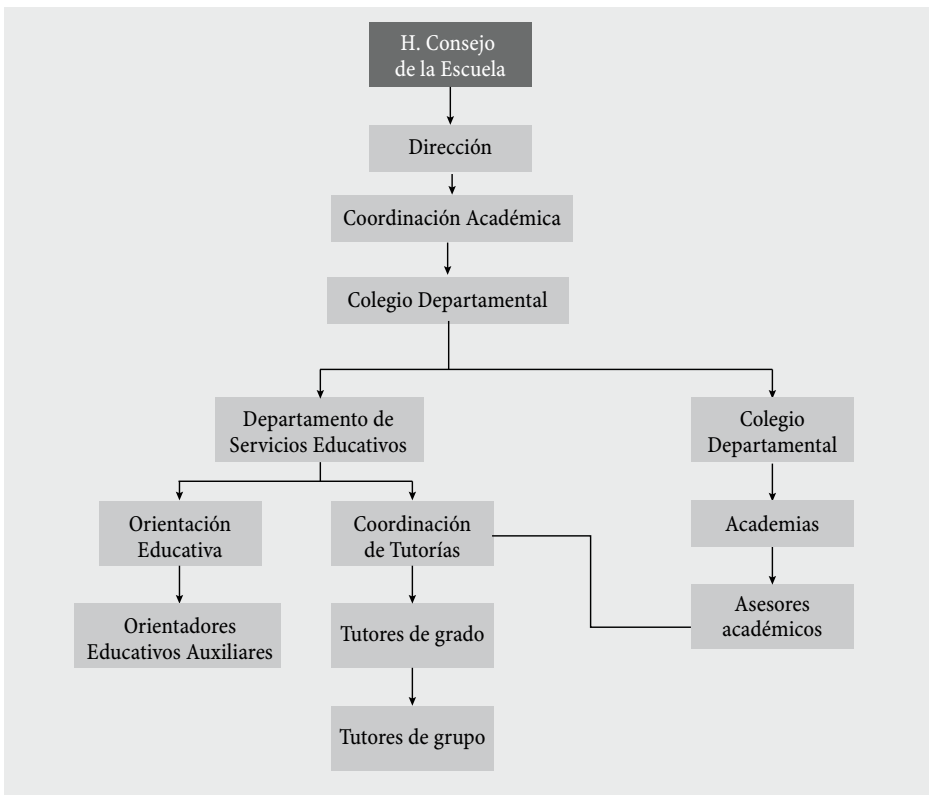 H. Consejo
de la Escuela
Dirección
Coordinación Académica
Colegio Departamental
Departamento de
Servicios Educativos
Colegio
Departamental
Orientación
Educativa
Coordinación
de Tutorías
Academias
Orientadores
Educativos Auxiliares
Tutores de grado
Asesores
académicos
Tutores de grupo